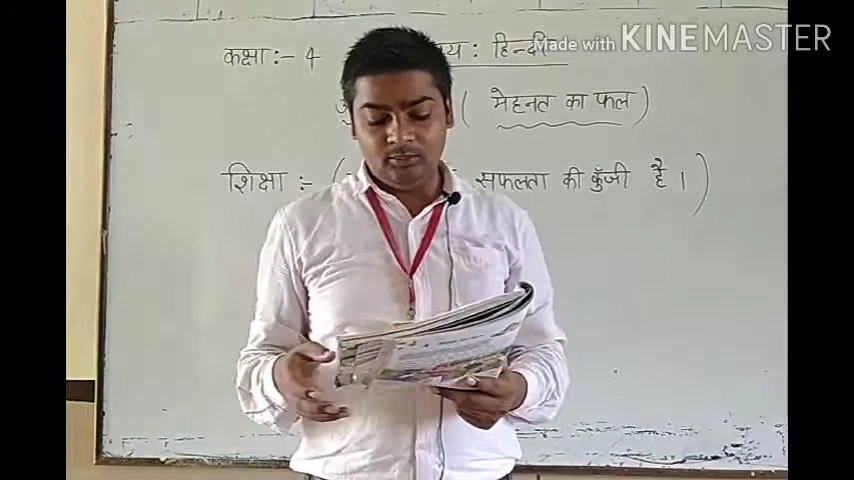 Made with KINEMASTER
कक्षा :- 4 : हिन्दी
( मेहनत का फल )
शिक्षा :- ( सफलता की कुँजी है । )